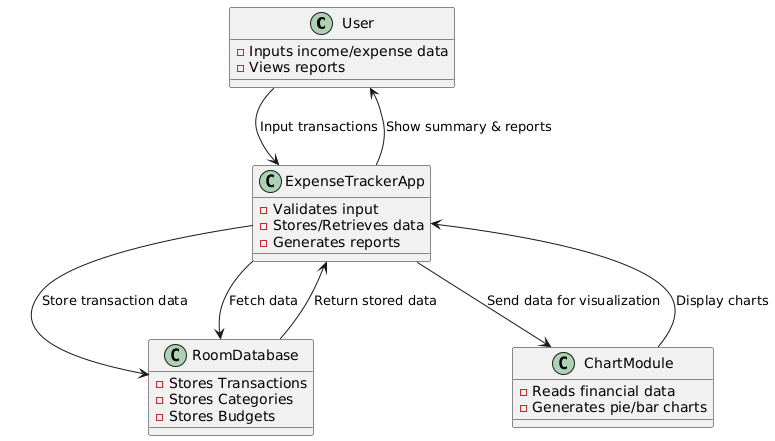 C User
Inputs income/expense data
Views reports
Input transactions
Show summary & reports
C ExpenseTrackerApp
Validates input
Stores/Retrieves data
Generates reports
Store transaction data
Fetch data
Return stored data
Send data for visualization
Display charts
C RoomDatabase
Stores Transactions
Stores Categories
Stores Budgets
C ChartModule
Reads financial data
Generates pie/bar charts